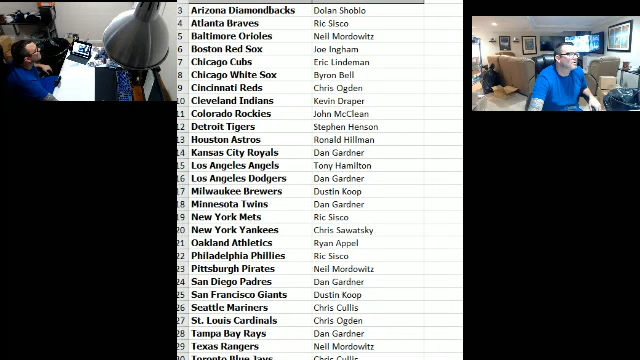 3 Arizona Diamondbacks Dolan Shoblo
4 Atlanta Braves Ric Sisco
5 Baltimore Orioles Neil Mordowitz
6 Boston Red Sox Joe Ingham
7 Chicago Cubs Eric Lindeman
8 Chicago White Sox Byron Bell
9 Cincinnati Reds Chris Ogden
10 Cleveland Indians Kevin Draper
11 Colorado Rockies John McClean
12 Detroit Tigers Stephen Henson
13 Houston Astros Ronald Hillman
14 Kansas City Royals Dan Gardner
15 Los Angeles Angels Tony Hamilton
16 Los Angeles Dodgers Dan Gardner
17 Milwaukee Brewers Dustin Koop
18 Minnesota Twins Dan Gardner
19 New York Mets Ric Sisco
20 New York Yankees Chris Sawatsky
21 Oakland Athletics Ryan Appel
22 Philadelphia Phillies Ric Sisco
23 Pittsburgh Pirates Neil Mordowitz
24 San Diego Padres Dan Gardner
25 San Francisco Giants Dustin Koop
26 Seattle Mariners Chris Cullis
27 St. Louis Cardinals Chris Ogden
28 Tampa Bay Rays Dan Gardner
29 Texas Rangers Neil Mordowitz
30 Toronto Blue Jays Chris Cullis